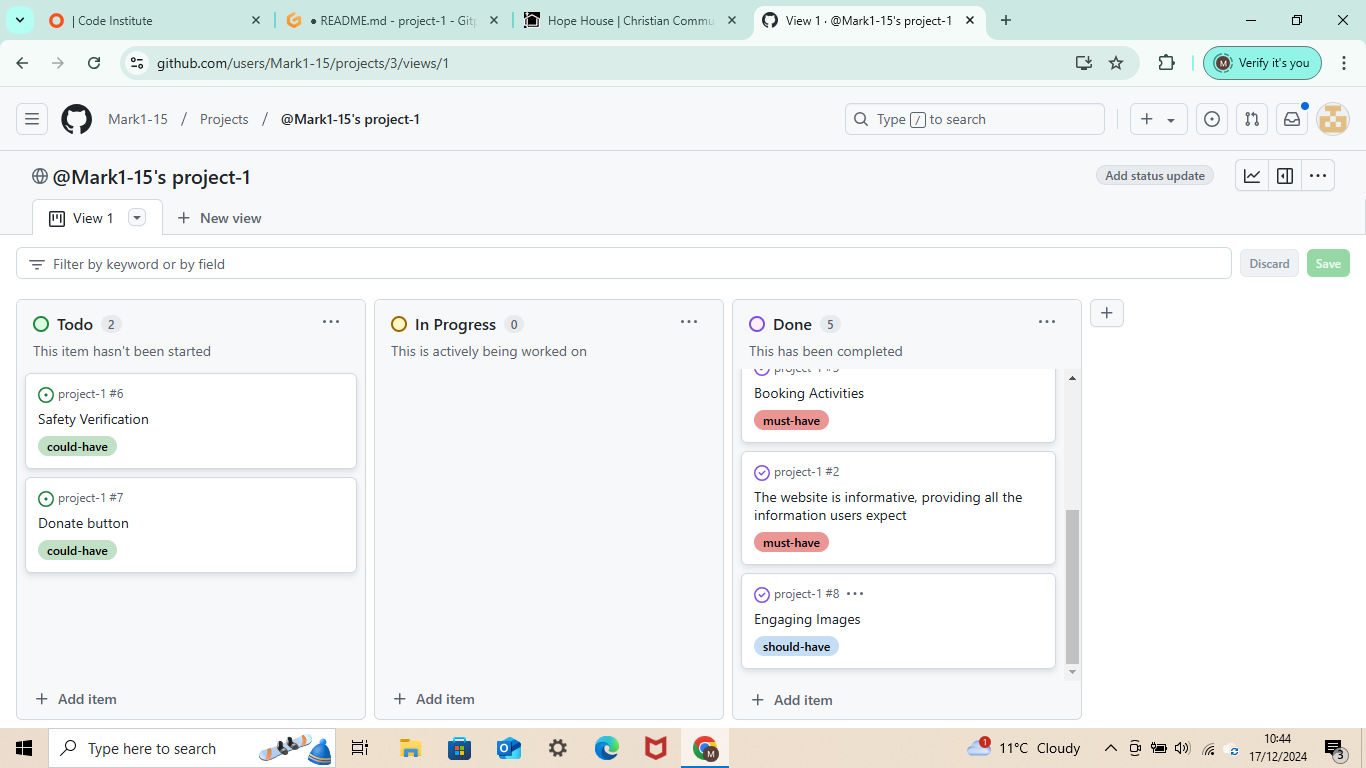 | Code Institute
● README.md - project-1 - Gitp
Hope House | Christian Commu
View 1 · @Mark1-15's project-1
github.com/users/Mark1-15/projects/3/views/1
M
Verify it's you
Mark1-15 / Projects / @Mark1-15's project-1
Type / to search
@Mark1-15's project-1
Add status update
View 1
New view
Filter by keyword or by field
Discard
Save
Todo 2
This item hasn't been started
project-1 #6
Safety Verification
could-have
project-1 #7
Donate button
could-have
Add item
In Progress 0
This is actively being worked on
Add item
Done 5
This has been completed
Booking Activities
must-have
project-1 #2
The website is informative, providing all the
information users expect
must-have
project-1 #8
Engaging Images
should-have
Add item
Type here to search
M
1
11°C Cloudy
10:44
17/12/2024
3